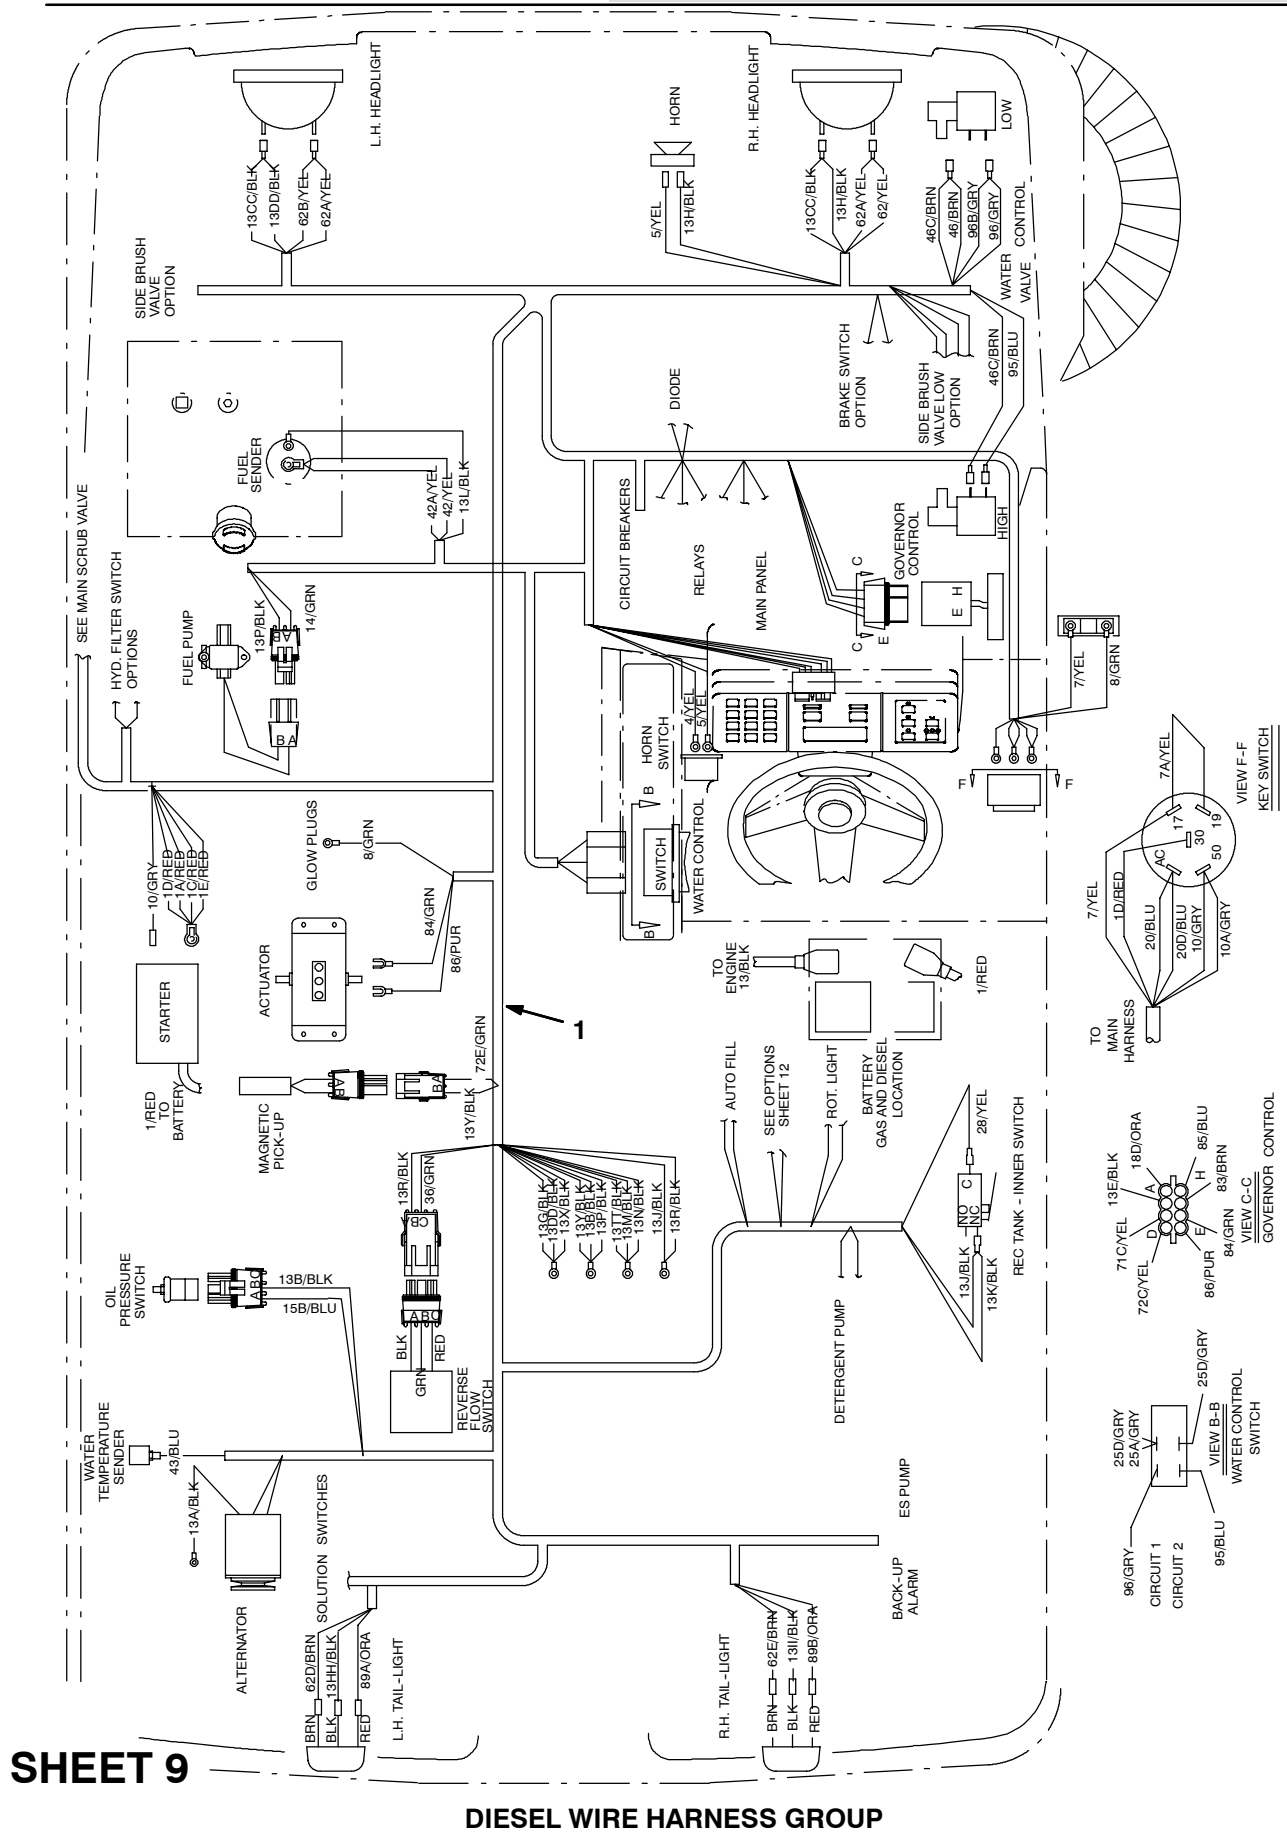 L.H. HEADLIGHT
13CC/BLK
13DD/BLK
62B/YEL
62A/YEL
HORN
5/YEL
13H/BLK
R.H. HEADLIGHT
13CC/BLK
13H/BLK
62A/YEL
62/YEL
LOW
46C/BRN
46/BRN
96B/GRY
96/GRY
WATER CONTROL
VALVE
SIDE BRUSH
VALVE
OPTION
46C/BRN
95/BLU
BRAKE SWITCH
OPTION
SIDE BRUSH
VALVE LOW
OPTION
DIODE
FUEL
SENDER
42A/YEL
42/YEL
13L/BLK
SEE MAIN SCRUB VALVE
HYD. FILTER SWITCH
OPTIONS
FUEL PUMP
13P/BLK
14/GRN
A
B
B A
CIRCUIT BREAKERS
RELAYS
MAIN PANEL
HIGH
GOVERNOR
CONTROL
C
C
E
E H
7/YEL
8/GRN
4/YEL
5/YEL
HORN
SWITCH
B
B
SWITCH
WATER CONTROL
F
F
10/GRY
1D/RED
1A/RED
1C/RED
1E/RED
GLOW PLUGS
8/GRN
84/GRN
86/PUR
ACTUATOR
STARTER
1/RED
TO
BATTERY
MAGNETIC
PICK-UP
A
B
B A
13Y/BLK
72E/GRN
1
TO
ENGINE
13/BLK
1/RED
BATTERY
GAS AND DIESEL
LOCATION
AUTO FILL
SEE OPTIONS
SHEET 12
ROT. LIGHT
7A/YEL
VIEW F-F
KEY SWITCH
17
19
30
50
AC
7/YEL
1D/RED
20/BLU
20D/BLU
10/GRY
10A/GRY
TO
MAIN
HARNESS
13R/BLK
36/GRN
CBA
A B C
BLK
GRN
RED
REVERSE
FLOW
SWITCH
13G/BLK
13DD/BLK
13X/BLK
13Y/BLK
13B/BLK
13P/BLK
13TT/BLK
13M/BLK
13N/BLK
13J/BLK
13R/BLK
OIL
PRESSURE
SWITCH
A B C
13B/BLK
15B/BLU
28/YEL
C
NO
NC
13J/BLK
13K/BLK
REC TANK - INNER SWITCH
DETERGENT PUMP
13E/BLK
18D/ORA
71C/YEL
72C/YEL
A
D
H
E
85/BLU
83/BRN
84/GRN
86/PUR
VIEW C-C
GOVERNOR CONTROL
WATER
TEMPERATURE
SENDER
43/BLU
13A/BLK
ALTERNATOR
SOLUTION SWITCHES
ES PUMP
BACK-UP
ALARM
25D/GRY
25A/GRY
25D/GRY
96/GRY
95/BLU
CIRCUIT 1
CIRCUIT 2
VIEW B-B
WATER CONTROL
SWITCH
62D/BRN
13HH/BLK
89A/ORA
BRN
BLK
RED
L.H. TAIL-LIGHT
R.H. TAIL-LIGHT
62E/BRN
13II/BLK
89B/ORA
BRN
BLK
RED
SHEET 9
DIESEL WIRE HARNESS GROUP